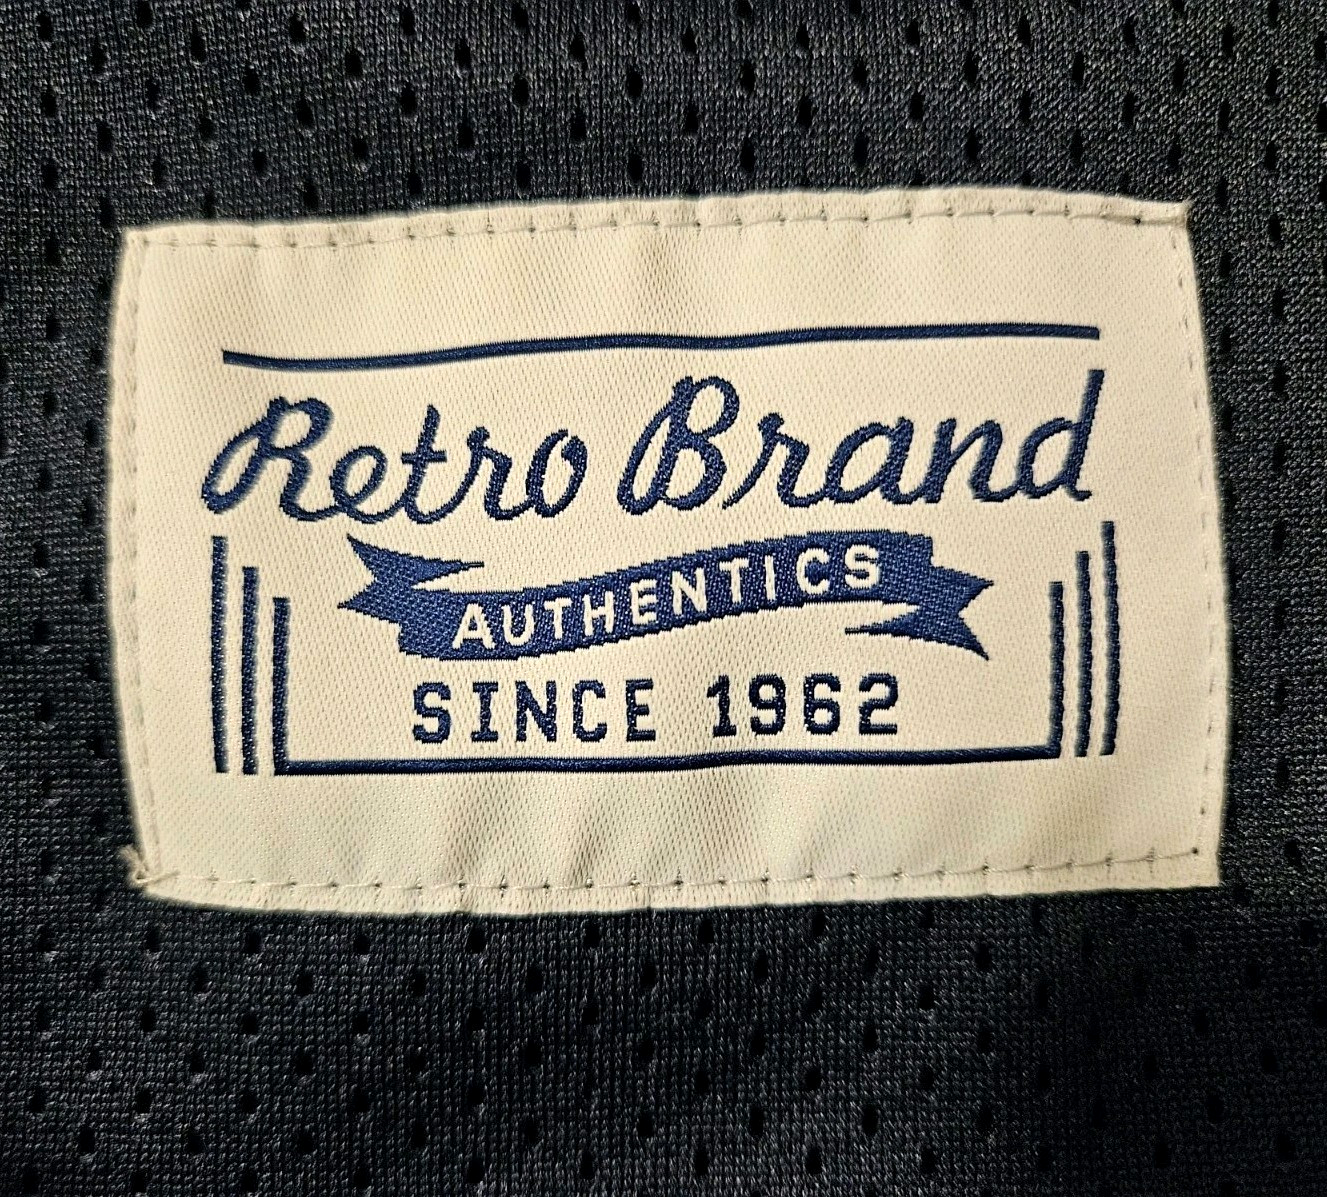 Retro Brand
AUTHENTICS
SINCE 1962